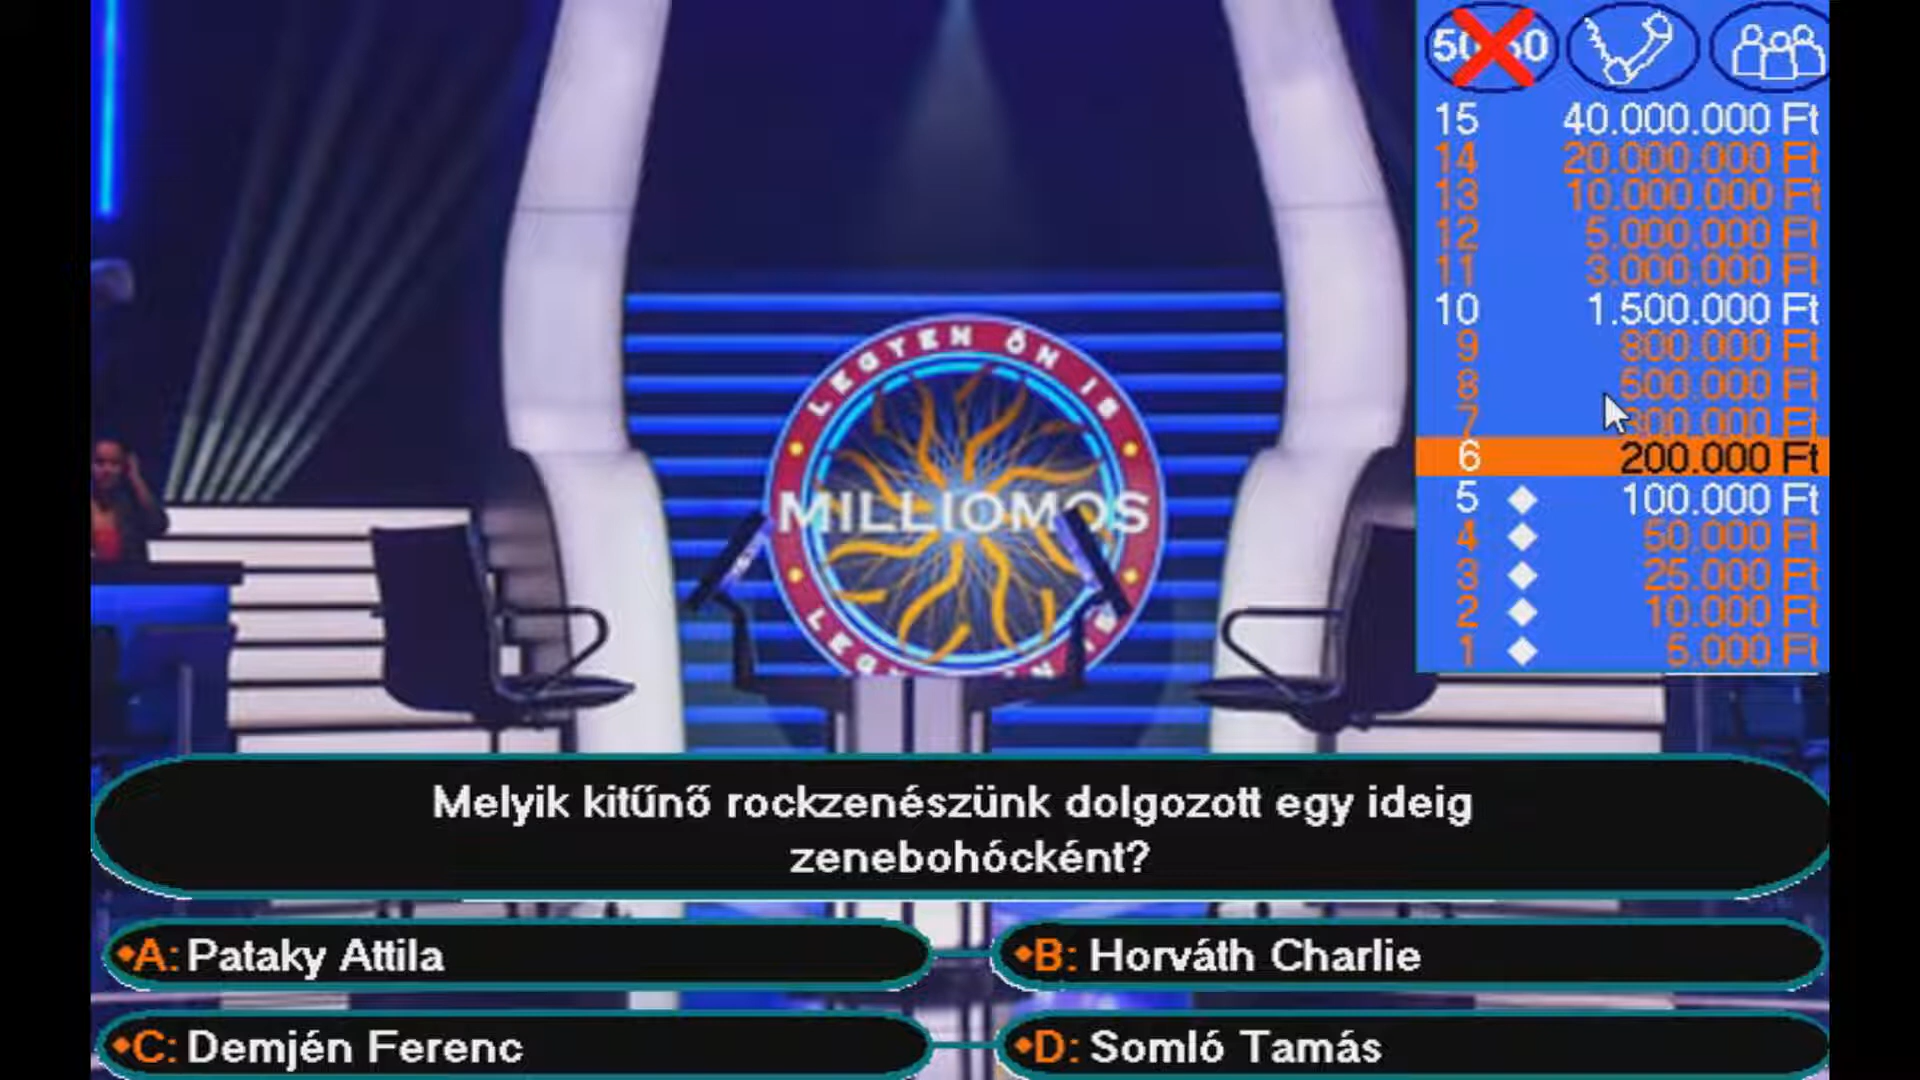 50:50
15 40.000.000 Ft
14 20.000.000 Ft
13 10.000.000 Ft
12 5.000.000 Ft
11 3.000.000 Ft
10 1.500.000 Ft
9 800.000 Ft
8 500.000 Ft
7 300.000 Ft
6 200.000 Ft
5 100.000 Ft
4 50.000 Ft
3 25.000 Ft
2 10.000 Ft
1 5.000 Ft
LEGYEN ÖN IS
MILLIOMOS
Melyik kitűnő rockzenészünk dolgozott egy ideig
zenebohócként?
A: Pataky Attila
B: Horváth Charlie
C: Demjén Ferenc
D: Somló Tamás